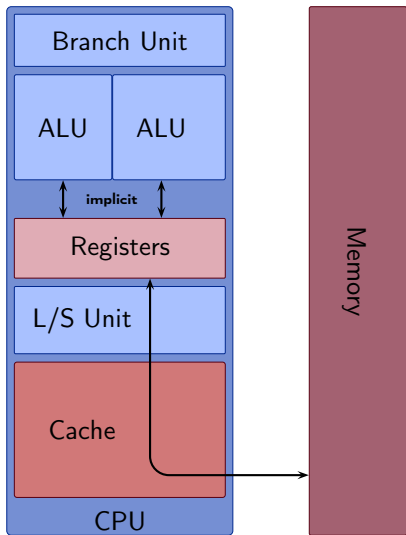 Branch Unit
ALU
ALU
implicit
Registers
L/S Unit
Cache
CPU
Memory